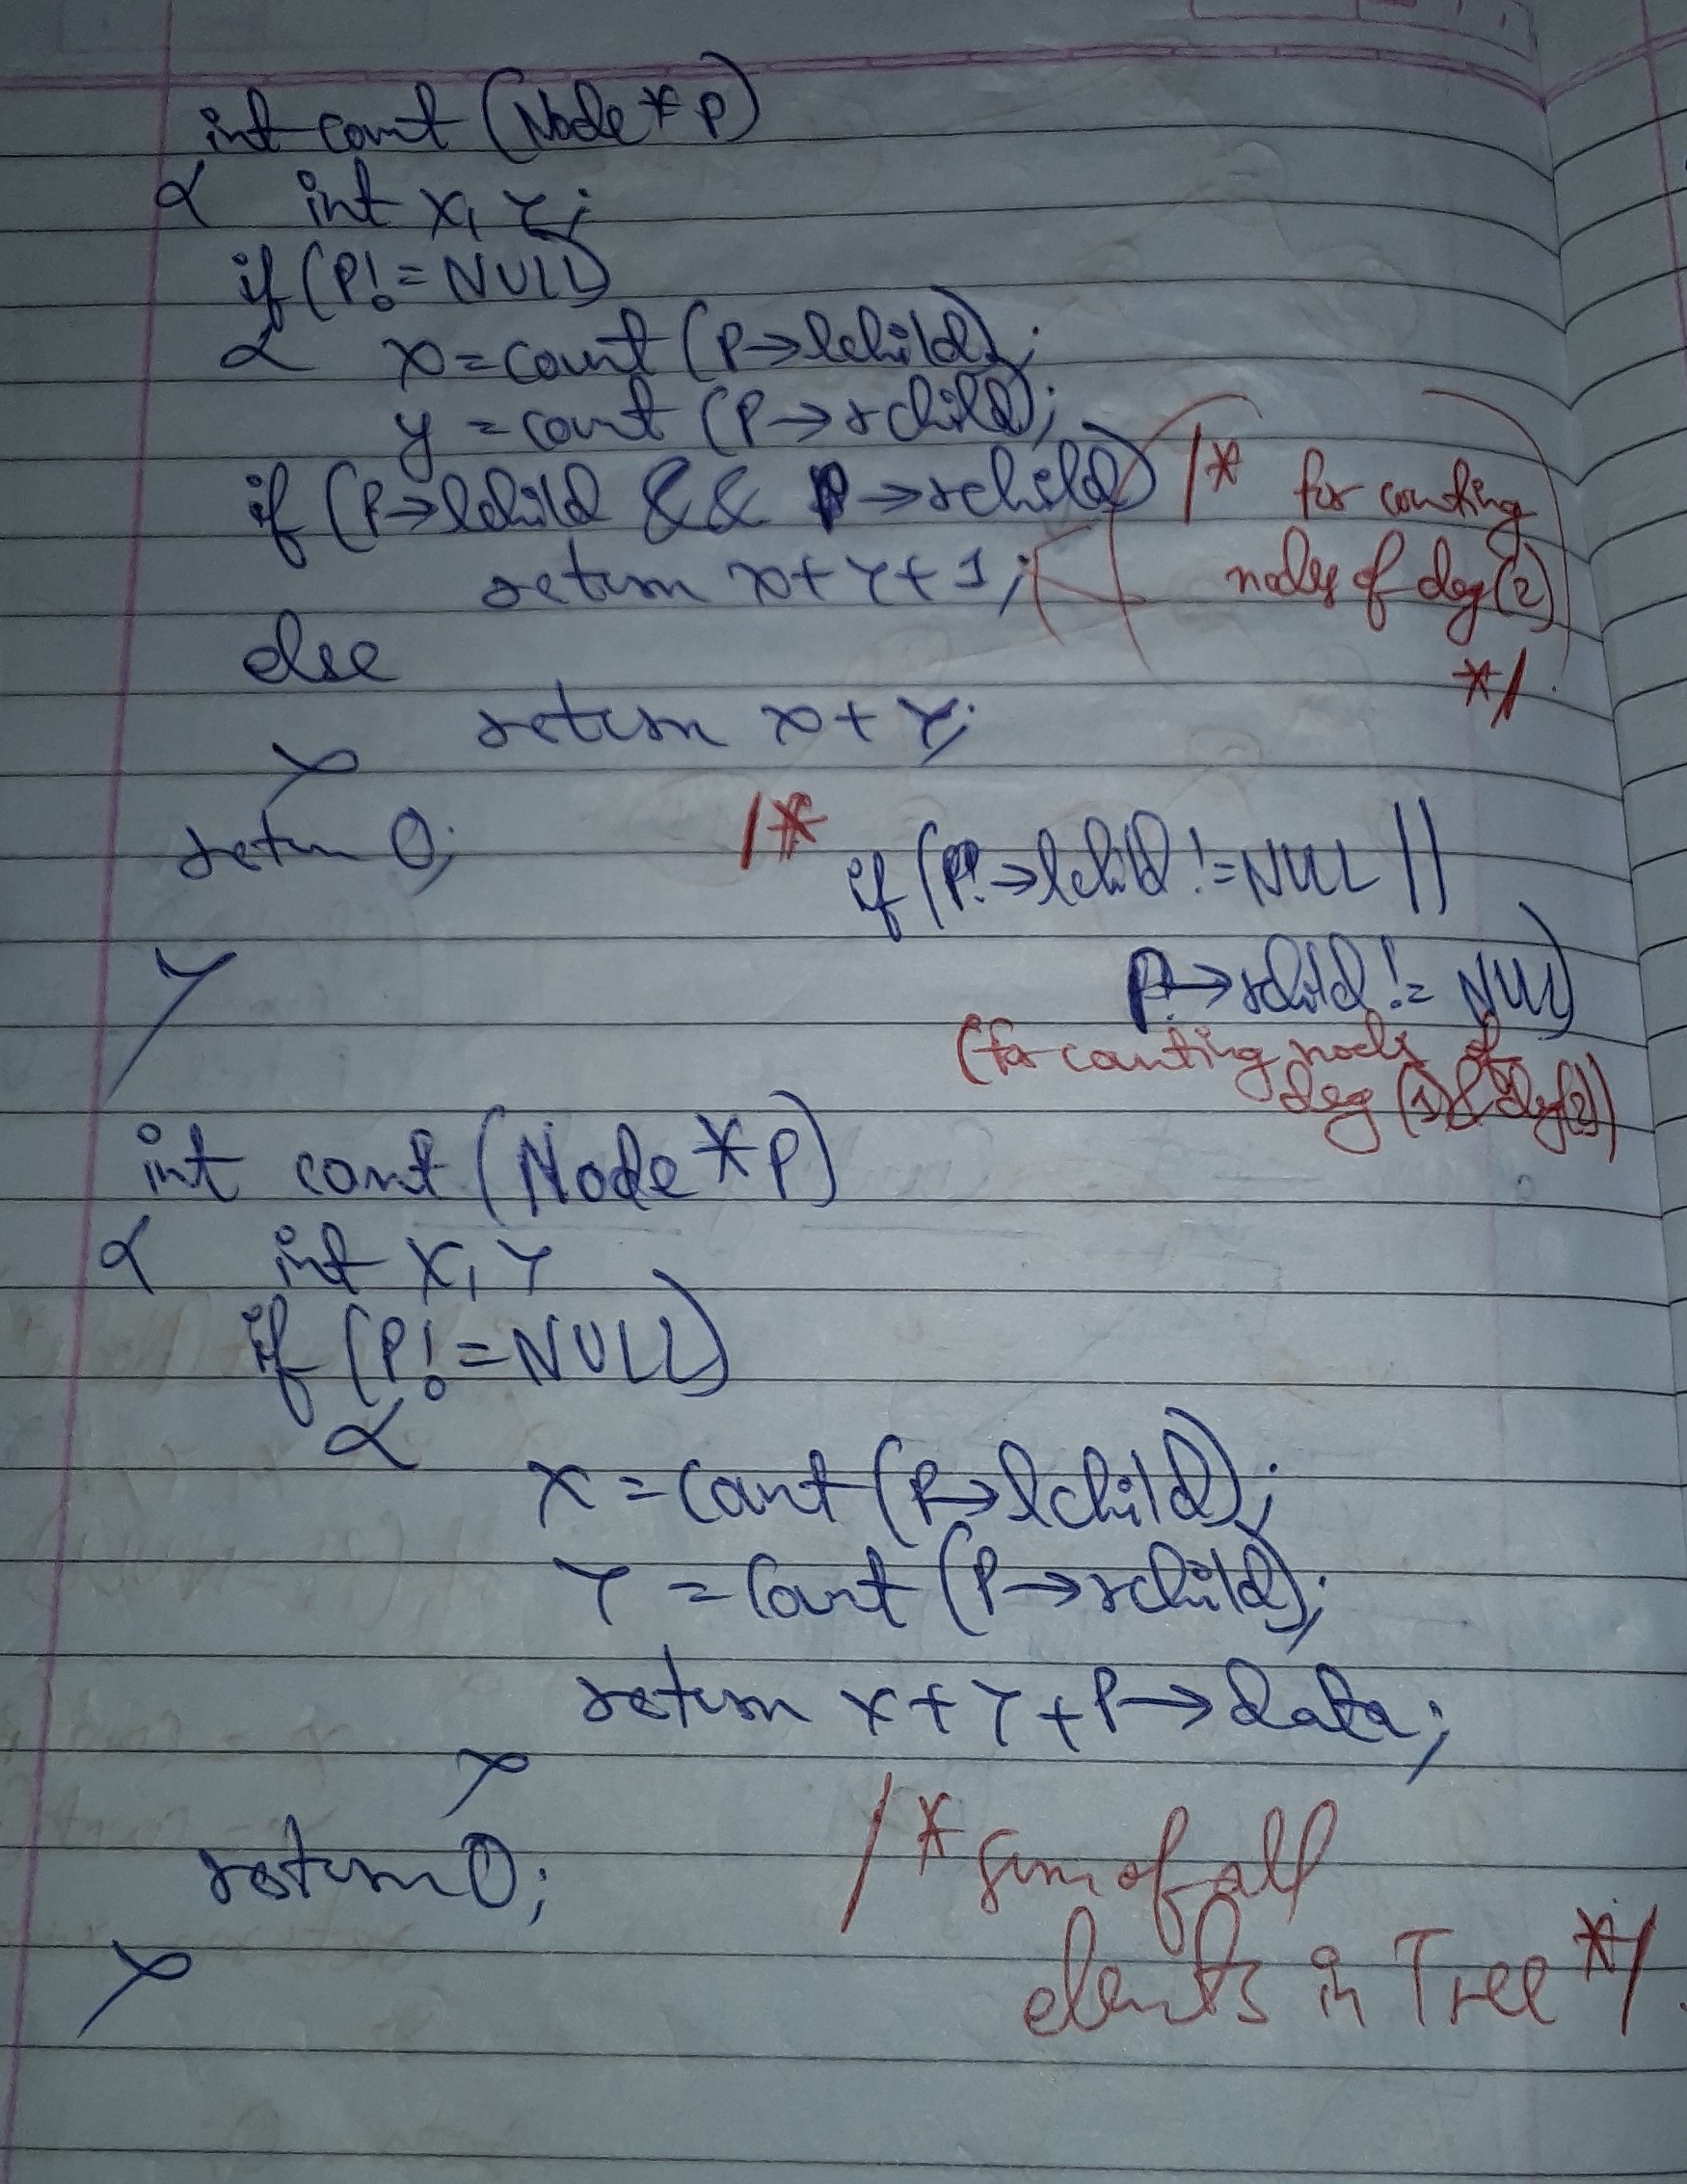 int count (Node * P)
{ int x, Y;
if (P! = NULL)
{ x = count (P→lchild);
y = count (P→rchild);
if (P→lchild && P→rchild) /* for counting
return x + Y + 1; nodes of deg(2)
else */
return x + Y;
}
return 0; /* if (P→lchild != NULL ||
P→rchild != NULL)
} (for counting nodes of
deg (1) & deg(2))
int count (Node * P)
{ int X, Y
if (P! = NULL)
{
X = Count (P→lchild);
Y = Count (P→rchild);
return X + Y + P→data;
}
return 0; /* sum of all
elements in Tree */
}